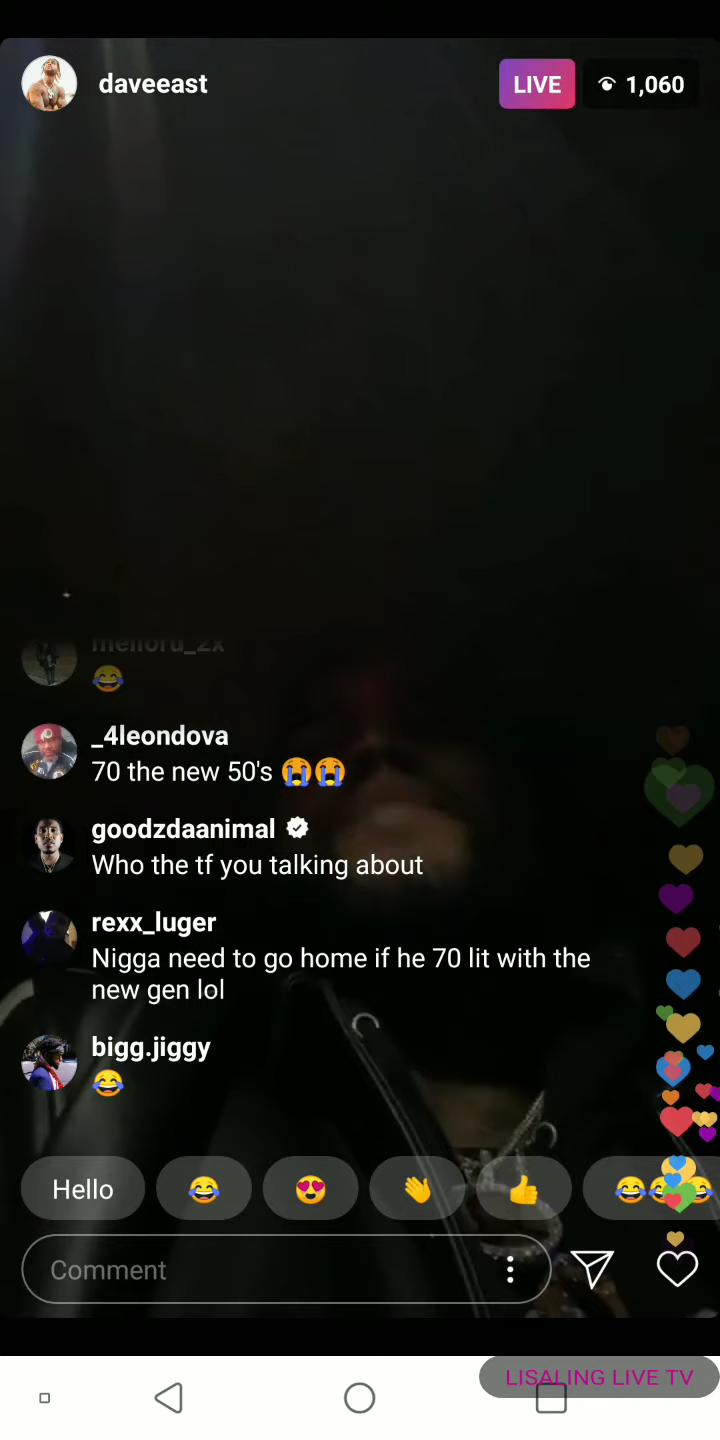 daveeast
LIVE
1,060
mellord_2x
😂
_4leondova
70 the new 50's 😭😭
goodzdaanimal
Who the tf you talking about
rexx_luger
Nigga need to go home if he 70 lit with the
new gen lol
bigg.jiggy
😂
Hello 😂 😍 👋 👍 😂😂😂
Comment
LISALING LIVE TV